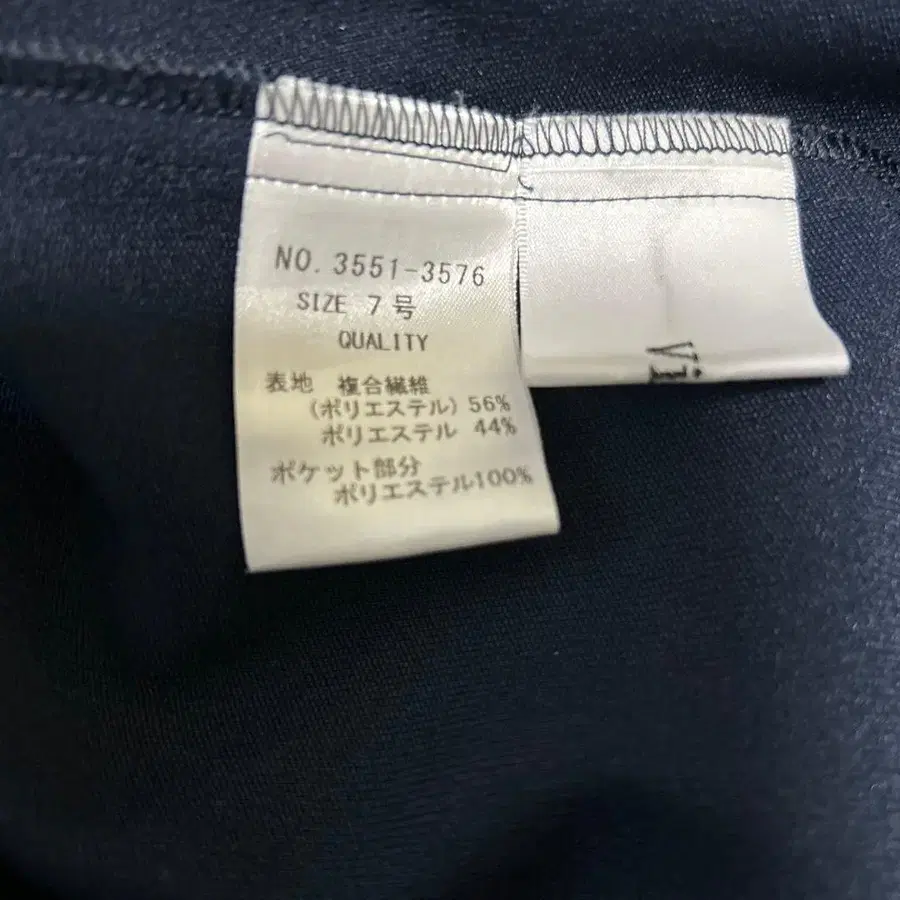 NO. 3551-3576
SIZE 7号
QUALITY
表地 複合繊維
(ポリエステル) 56%
ポリエステル 44%
ポケット部分
ポリエステル100%
Vi